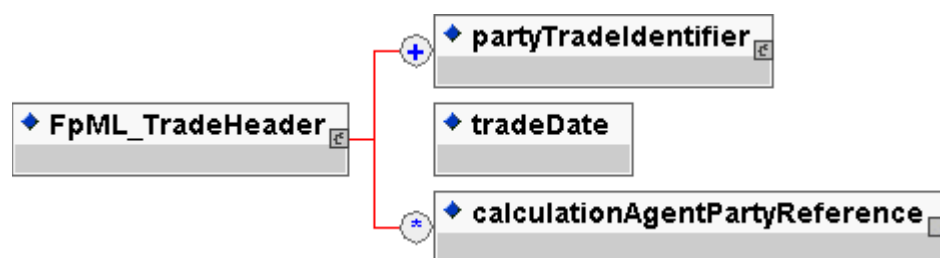 partyTradeIdentifier
+
FpML_TradeHeader
tradeDate
*
calculationAgentPartyReference